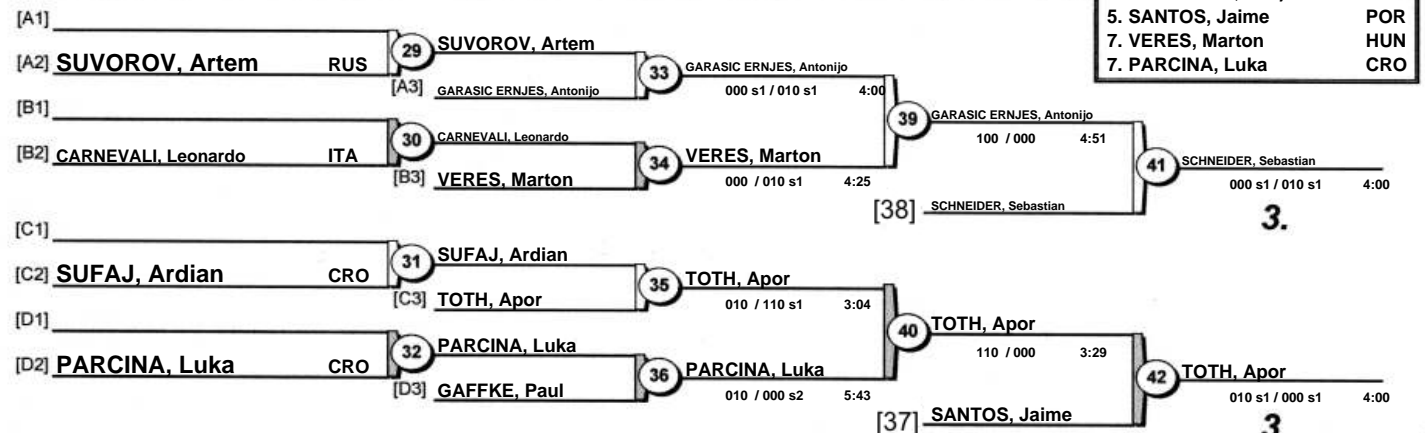 5. SANTOS, Jaime POR
7. VERES, Marton HUN
7. PARCINA, Luka CRO
[A1]
[A2] SUVOROV, Artem RUS
29
SUVOROV, Artem
[A3] GARASIC ERNJES, Antonijo
33
GARASIC ERNJES, Antonijo
000 s1 / 010 s1 4:00
[B1]
[B2] CARNEVALI, Leonardo ITA
30
CARNEVALI, Leonardo
[B3] VERES, Marton
34
VERES, Marton
000 / 010 s1 4:25
39
GARASIC ERNJES, Antonijo
100 / 000 4:51
[38] SCHNEIDER, Sebastian
41
SCHNEIDER, Sebastian
000 s1 / 010 s1 4:00
3.
[C1]
[C2] SUFAJ, Ardian CRO
31
SUFAJ, Ardian
[C3] TOTH, Apor
35
TOTH, Apor
010 / 110 s1 3:04
[D1]
[D2] PARCINA, Luka CRO
32
PARCINA, Luka
[D3] GAFFKE, Paul
36
PARCINA, Luka
010 / 000 s2 5:43
40
TOTH, Apor
110 / 000 3:29
[37] SANTOS, Jaime
42
TOTH, Apor
010 s1 / 000 s1 4:00
3